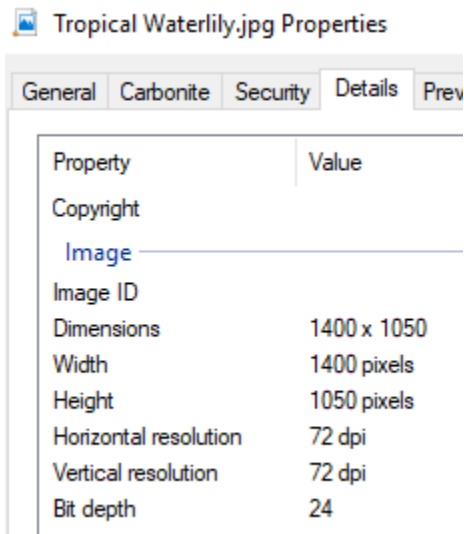 Tropical Waterlily.jpg Properties
General Carbonite Security Details Prev
Property Value
Copyright
Image
Image ID
Dimensions 1400 x 1050
Width 1400 pixels
Height 1050 pixels
Horizontal resolution 72 dpi
Vertical resolution 72 dpi
Bit depth 24